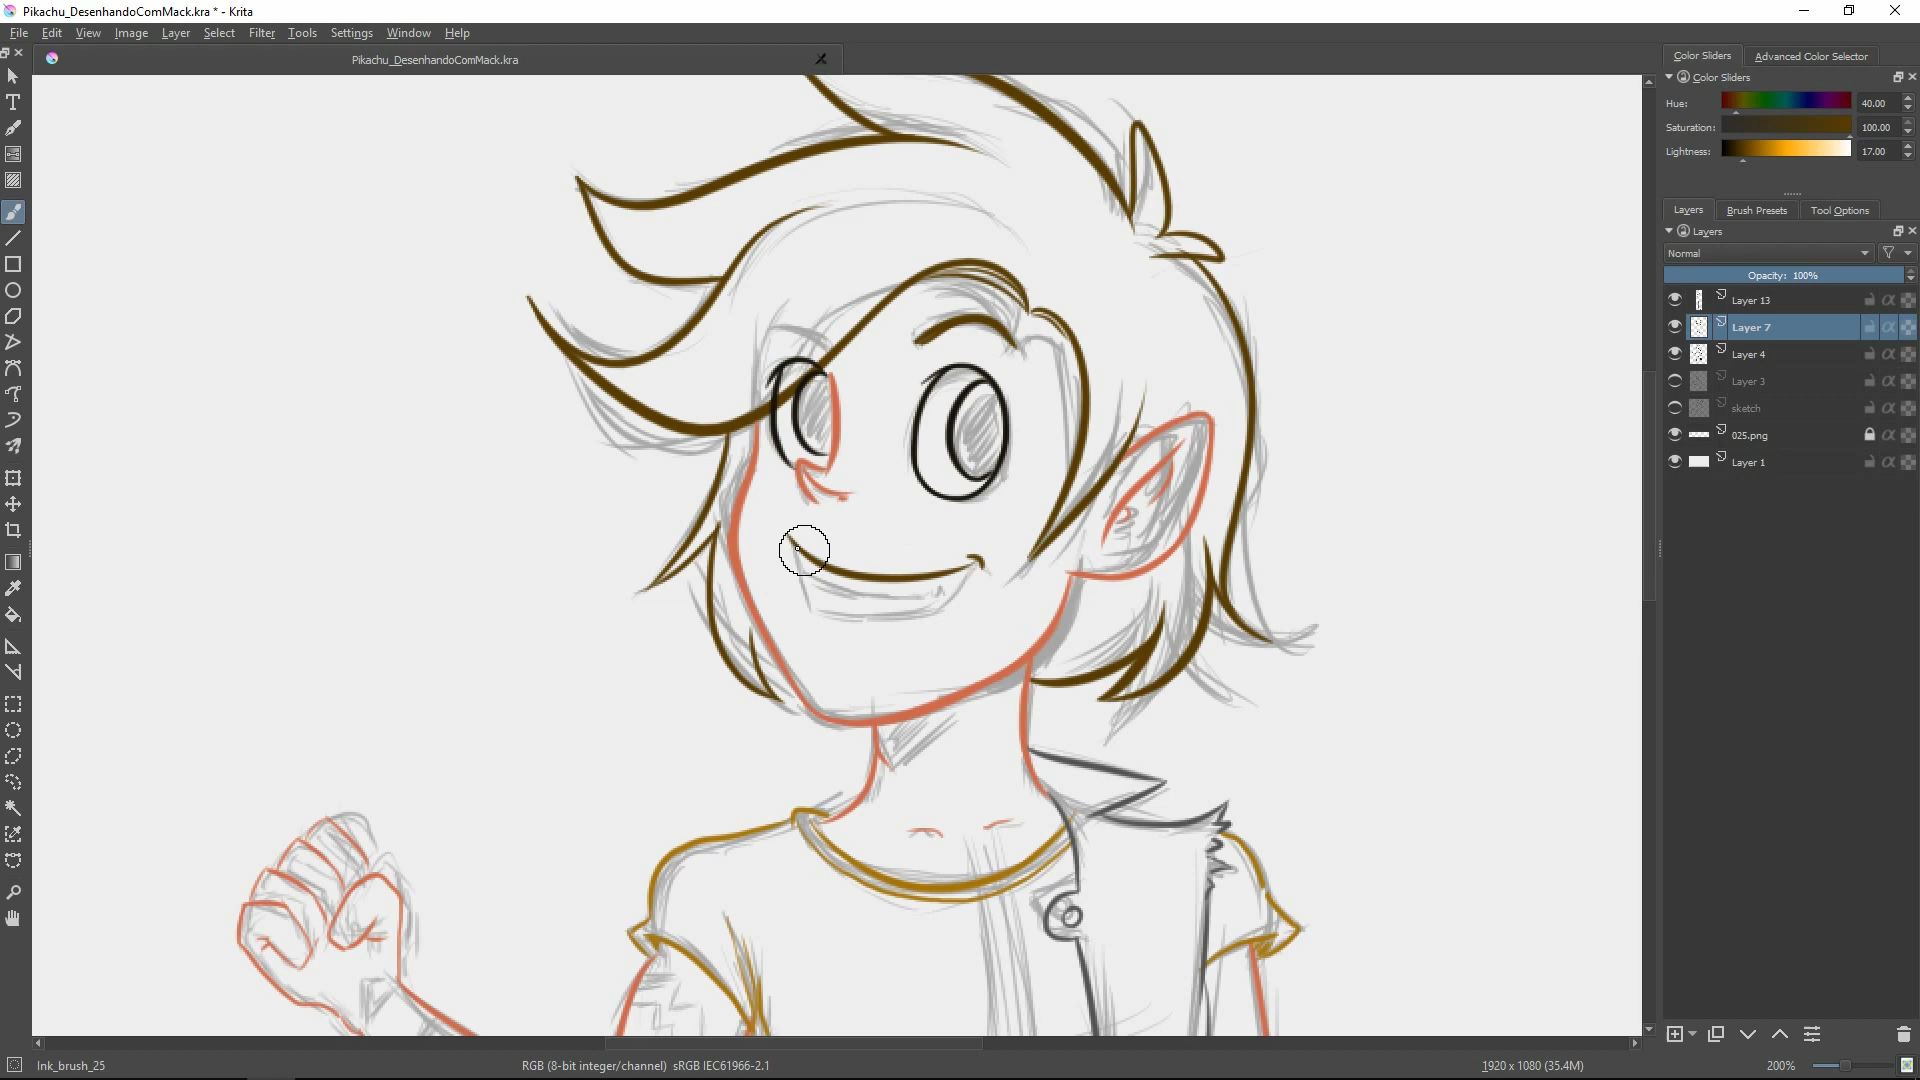 Pikachu_DesenhandoComMack.kra * - Krita
File Edit View Image Layer Select Filter Tools Settings Window Help
Pikachu_DesenhandoComMack.kra
Color Sliders Advanced Color Selector
Color Sliders
Hue: 40.00
Saturation: 100.00
Lightness: 17.00
Layers Brush Presets Tool Options
Layers
Normal
Opacity: 100%
Layer 13
Layer 7
Layer 4
Layer 3
sketch
025.png
Layer 1
Ink_brush_25 RGB (8-bit integer/channel) sRGB IEC61966-2.1 1920 x 1080 (35.4M) 200%